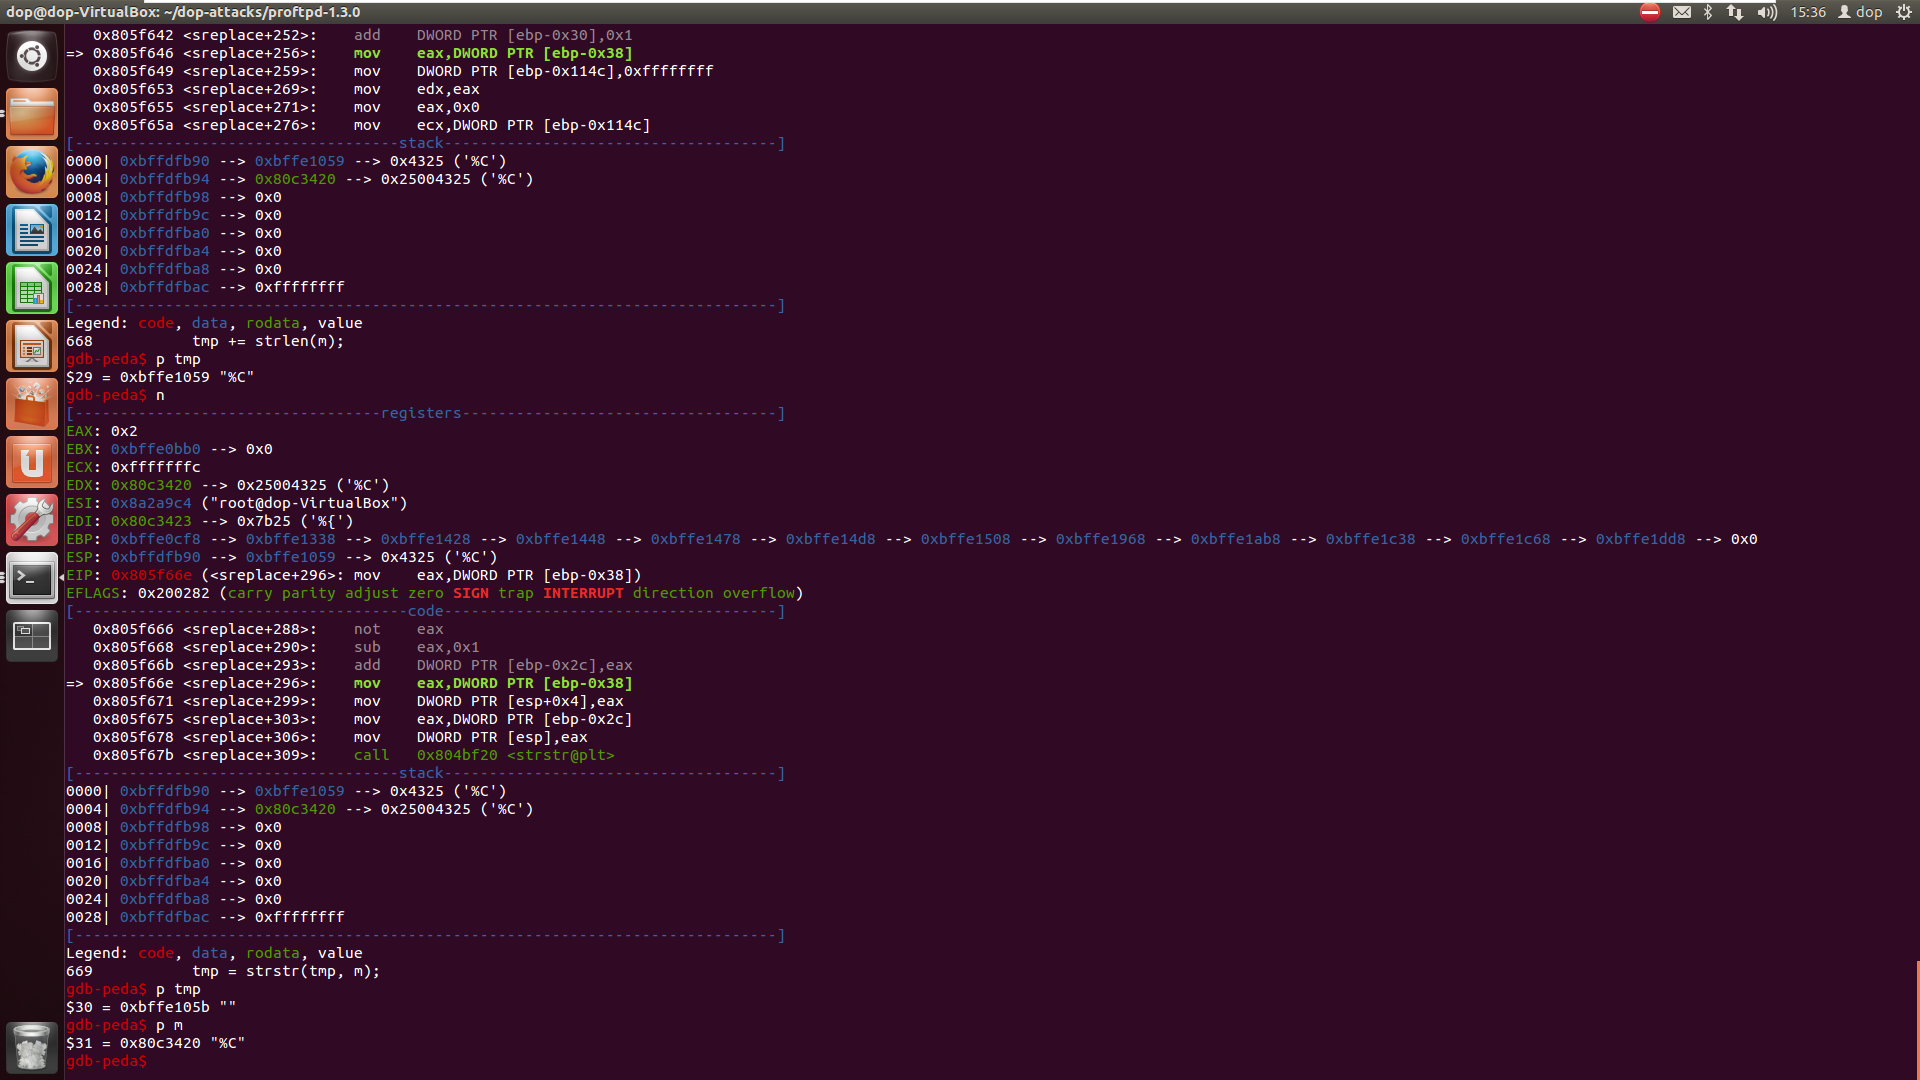 dop@dop-VirtualBox: ~/dop-attacks/proftpd-1.3.0
15:36 dop
   0x805f642 <sreplace+252>:	add    DWORD PTR [ebp-0x30],0x1
=> 0x805f646 <sreplace+256>:	mov    eax,DWORD PTR [ebp-0x38]
   0x805f649 <sreplace+259>:	mov    DWORD PTR [ebp-0x114c],0xffffffff
   0x805f653 <sreplace+269>:	mov    edx,eax
   0x805f655 <sreplace+271>:	mov    eax,0x0
   0x805f65a <sreplace+276>:	mov    ecx,DWORD PTR [ebp-0x114c]
[------------------------------------stack-------------------------------------]
0000| 0xbffdfb90 --> 0xbffe1059 --> 0x4325 ('%C')
0004| 0xbffdfb94 --> 0x80c3420 --> 0x25004325 ('%C')
0008| 0xbffdfb98 --> 0x0
0012| 0xbffdfb9c --> 0x0
0016| 0xbffdfba0 --> 0x0
0020| 0xbffdfba4 --> 0x0
0024| 0xbffdfba8 --> 0x0
0028| 0xbffdfbac --> 0xffffffff
[------------------------------------------------------------------------------]
Legend: code, data, rodata, value
668           tmp += strlen(m);
gdb-peda$ p tmp
$29 = 0xbffe1059 "%C"
gdb-peda$ n
[----------------------------------registers-----------------------------------]
EAX: 0x2
EBX: 0xbffe0bb0 --> 0x0
ECX: 0xfffffffc
EDX: 0x80c3420 --> 0x25004325 ('%C')
ESI: 0x8a2a9c4 ("root@dop-VirtualBox")
EDI: 0x80c3423 --> 0x7b25 ('%{')
EBP: 0xbffe0cf8 --> 0xbffe1338 --> 0xbffe1428 --> 0xbffe1448 --> 0xbffe1478 --> 0xbffe14d8 --> 0xbffe1508 --> 0xbffe1968 --> 0xbffe1ab8 --> 0xbffe1c38 --> 0xbffe1c68 --> 0xbffe1dd8 --> 0x0
ESP: 0xbffdfb90 --> 0xbffe1059 --> 0x4325 ('%C')
EIP: 0x805f66e (<sreplace+296>:	mov    eax,DWORD PTR [ebp-0x38])
EFLAGS: 0x200282 (carry parity adjust zero SIGN trap INTERRUPT direction overflow)
[-------------------------------------code-------------------------------------]
   0x805f666 <sreplace+288>:	not    eax
   0x805f668 <sreplace+290>:	sub    eax,0x1
   0x805f66b <sreplace+293>:	add    DWORD PTR [ebp-0x2c],eax
=> 0x805f66e <sreplace+296>:	mov    eax,DWORD PTR [ebp-0x38]
   0x805f671 <sreplace+299>:	mov    DWORD PTR [esp+0x4],eax
   0x805f675 <sreplace+303>:	mov    eax,DWORD PTR [ebp-0x2c]
   0x805f678 <sreplace+306>:	mov    DWORD PTR [esp],eax
   0x805f67b <sreplace+309>:	call   0x804bf20 <strstr@plt>
[------------------------------------stack-------------------------------------]
0000| 0xbffdfb90 --> 0xbffe1059 --> 0x4325 ('%C')
0004| 0xbffdfb94 --> 0x80c3420 --> 0x25004325 ('%C')
0008| 0xbffdfb98 --> 0x0
0012| 0xbffdfb9c --> 0x0
0016| 0xbffdfba0 --> 0x0
0020| 0xbffdfba4 --> 0x0
0024| 0xbffdfba8 --> 0x0
0028| 0xbffdfbac --> 0xffffffff
[------------------------------------------------------------------------------]
Legend: code, data, rodata, value
669           tmp = strstr(tmp, m);
gdb-peda$ p tmp
$30 = 0xbffe105b ""
gdb-peda$ p m
$31 = 0x80c3420 "%C"
gdb-peda$